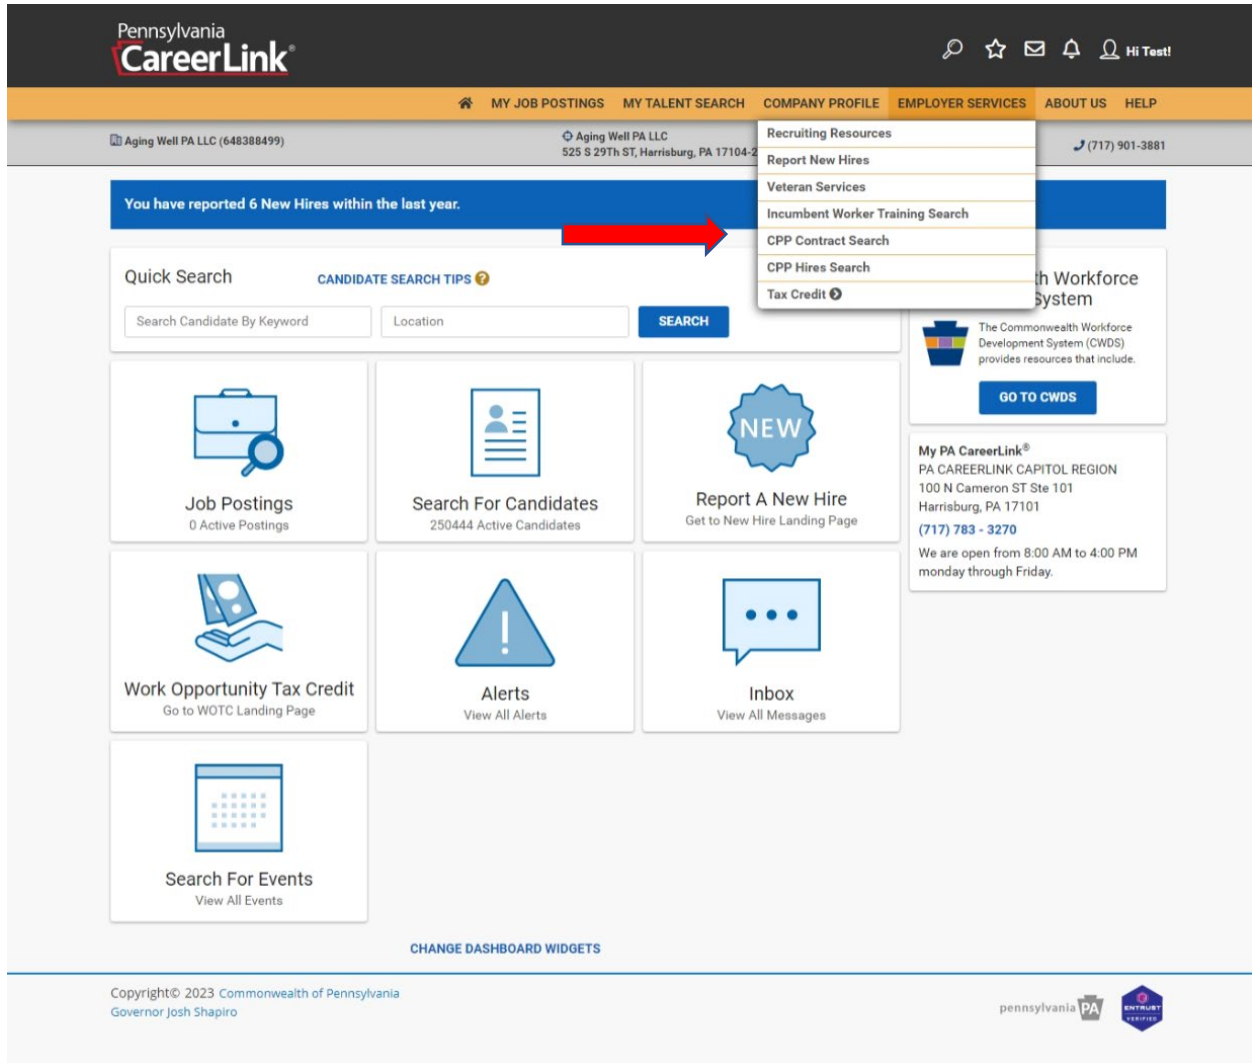 Pennsylvania
CareerLink®
Hi Test!
MY JOB POSTINGS MY TALENT SEARCH COMPANY PROFILE EMPLOYER SERVICES ABOUT US HELP
Aging Well PA LLC (648388499)
Aging Well PA LLC
525 S 29Th ST, Harrisburg, PA 17104-2
(717) 901-3881
Recruiting Resources
Report New Hires
Veteran Services
Incumbent Worker Training Search
CPP Contract Search
CPP Hires Search
Tax Credit
You have reported 6 New Hires within the last year.
Quick Search
CANDIDATE SEARCH TIPS ?
Search Candidate By Keyword
Location
SEARCH
th Workforce
System
The Commonwealth Workforce
Development System (CWDS)
provides resources that include.
GO TO CWDS
Job Postings
0 Active Postings
Search For Candidates
250444 Active Candidates
NEW
Report A New Hire
Get to New Hire Landing Page
My PA CareerLink®
PA CAREERLINK CAPITOL REGION
100 N Cameron ST Ste 101
Harrisburg, PA 17101
(717) 783 - 3270
We are open from 8:00 AM to 4:00 PM
monday through Friday.
Work Opportunity Tax Credit
Go to WOTC Landing Page
!
Alerts
View All Alerts
Inbox
View All Messages
Search For Events
View All Events
CHANGE DASHBOARD WIDGETS
Copyright© 2023 Commonwealth of Pennsylvania
Governor Josh Shapiro
pennsylvania PA
ENTRUST
VERIFIED